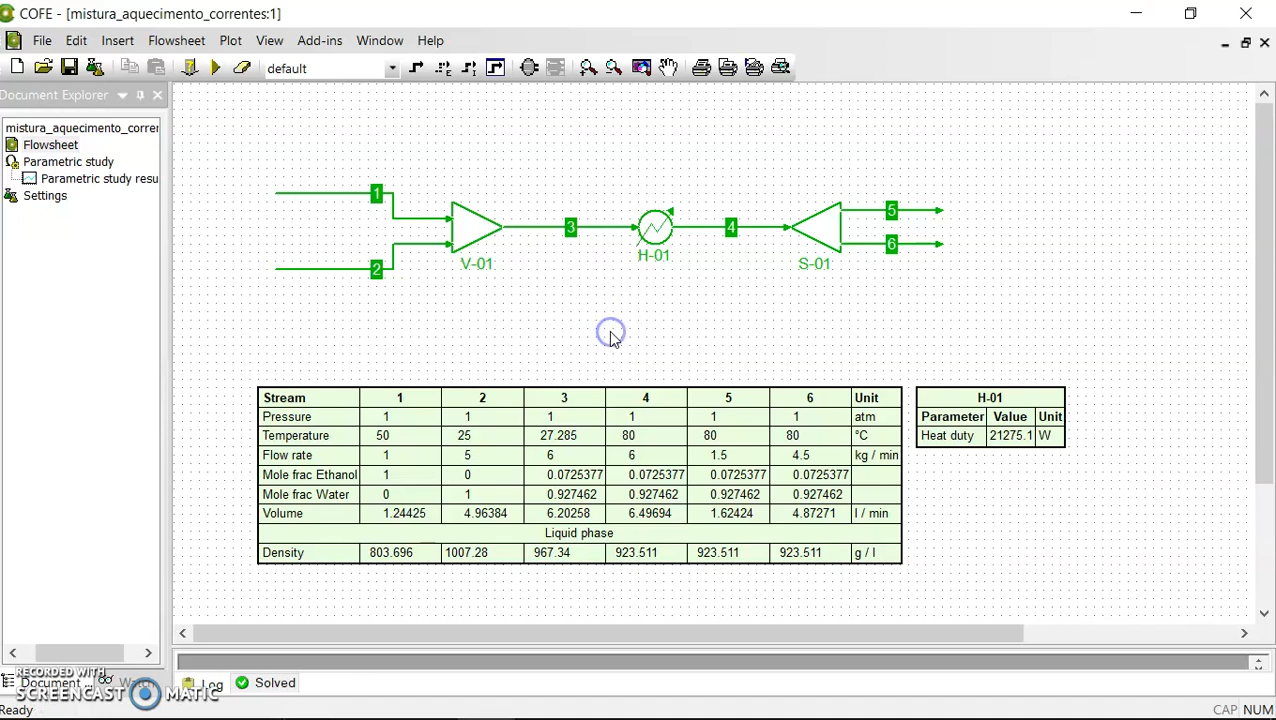 COFE - [mistura_aquecimento_correntes:1]
File Edit Insert Flowsheet Plot View Add-ins Window Help
default
Document Explorer
mistura_aquecimento_correr
Flowsheet
Parametric study
Parametric study resu
Settings
1
2
3
4
5
6
V-01
H-01
S-01
Stream 1 2 3 4 5 6 Unit
Pressure 1 1 1 1 1 1 atm
Temperature 50 25 27.285 80 80 80 °C
Flow rate 1 5 6 6 1.5 4.5 kg / min
Mole frac Ethanol 1 0 0.0725377 0.0725377 0.0725377 0.0725377
Mole frac Water 0 1 0.927462 0.927462 0.927462 0.927462
Volume 1.24425 4.96384 6.20258 6.49694 1.62424 4.87271 l / min
Liquid phase
Density 803.696 1007.28 967.34 923.511 923.511 923.511 g / l
H-01
Parameter Value Unit
Heat duty 21275.1 W
RECORDED WITH
SCREENCAST MATIC
Document ...
Log
Solved
Ready
CAP NUM